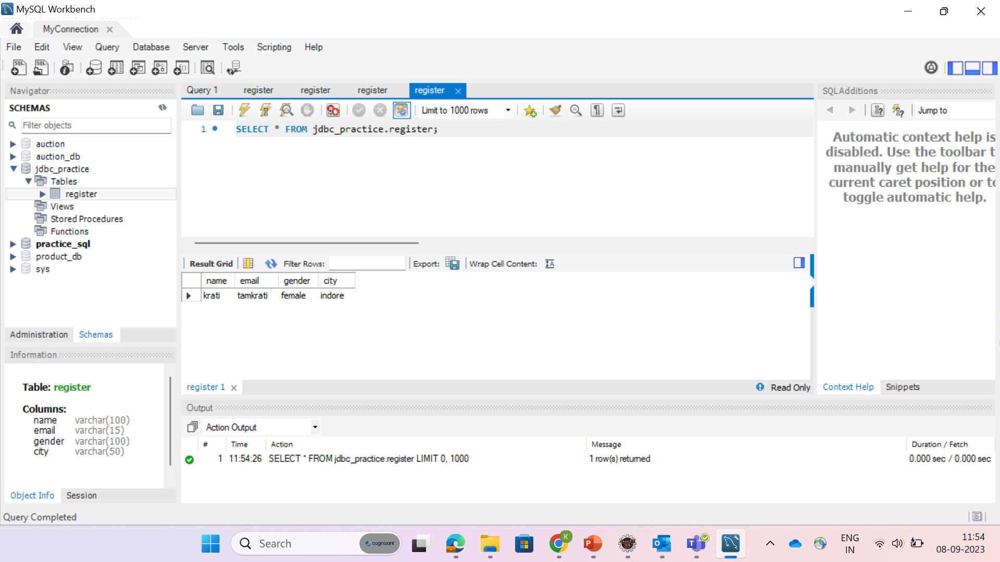 MySQL Workbench
MyConnection
File Edit View Query Database Server Tools Scripting Help
Navigator
SCHEMAS
Filter objects
auction
auction_db
jdbc_practice
Tables
register
Views
Stored Procedures
Functions
practice_sql
product_db
sys
Administration Schemas
Information
Table: register
Columns:
name varchar(100)
email varchar(15)
gender varchar(100)
city varchar(50)
Object Info Session
Query 1 register register register register
Limit to 1000 rows
1 SELECT * FROM jdbc_practice.register;
Result Grid Filter Rows: Export: Wrap Cell Content:
name email gender city
krati tamkrati female indore
register 1 Read Only
SQLAdditions
Jump to
Automatic context help is
disabled. Use the toolbar t
manually get help for the
current caret position or to
toggle automatic help.
Context Help Snippets
Output
Action Output
# Time Action Message Duration / Fetch
1 11:54:26 SELECT * FROM jdbc_practice.register LIMIT 0, 1000 1 row(s) returned 0.000 sec / 0.000 sec
Query Completed
Search cognizant
ENG
IN
11:54
08-09-2023